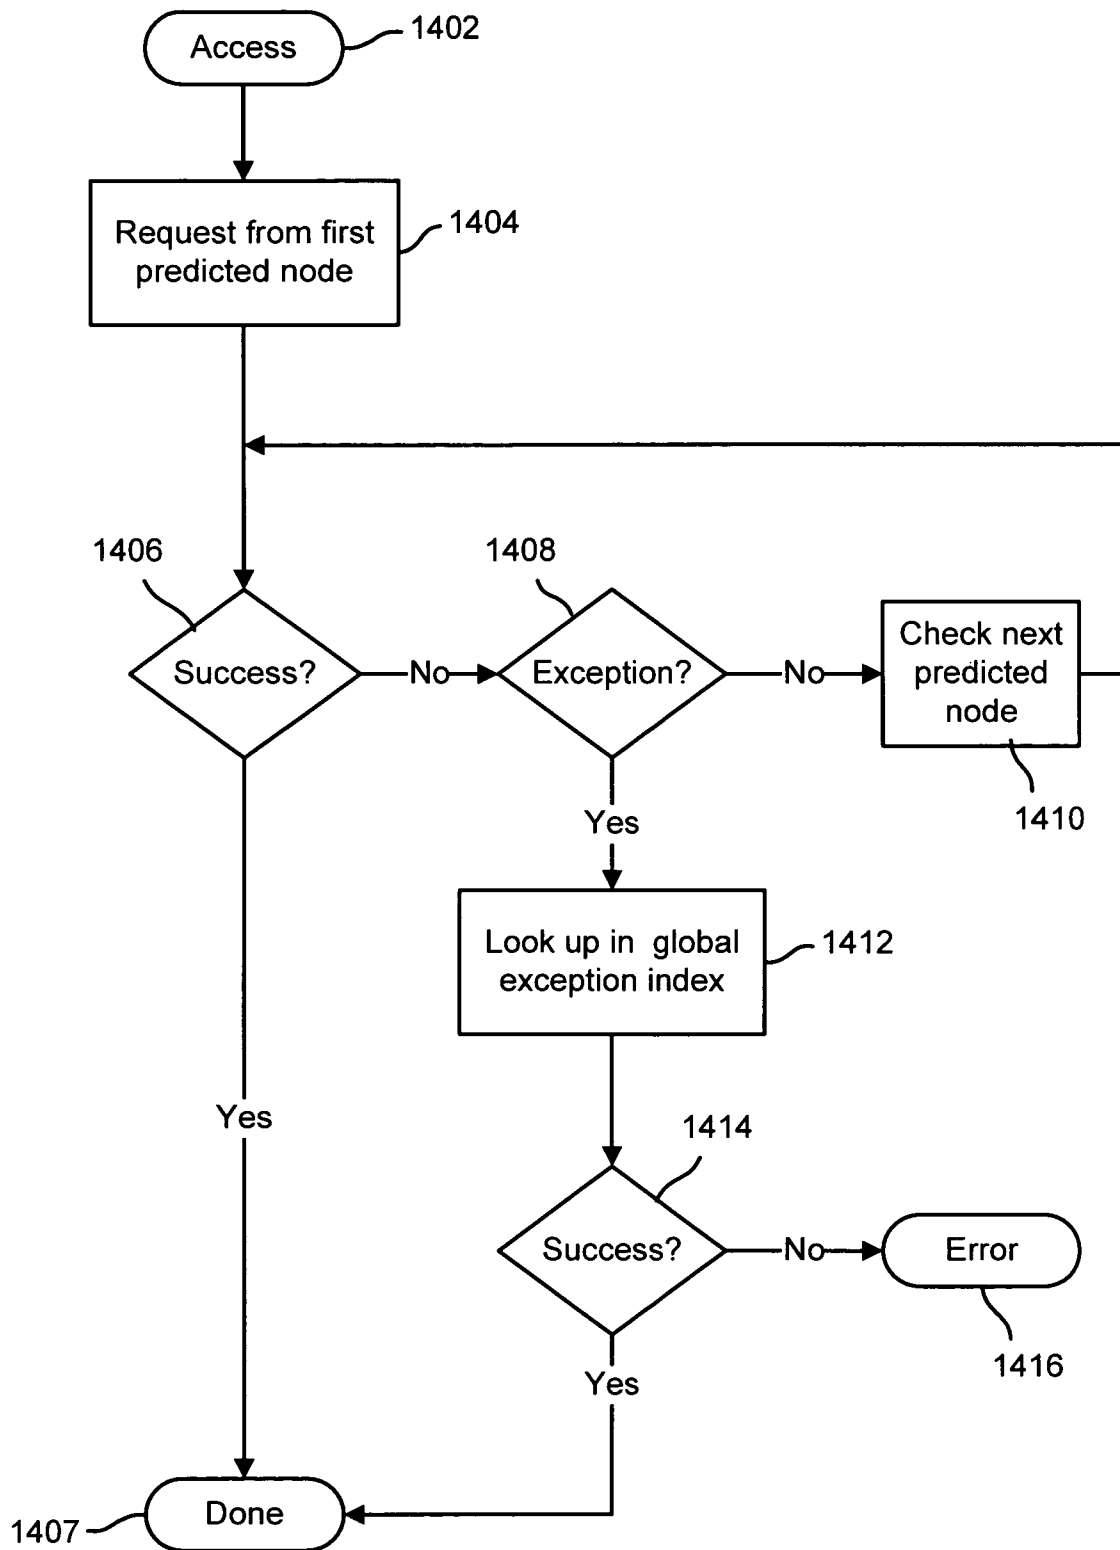 Access
1402
Request from first
predicted node
1404
1406
1408
Success?
No
Exception?
No
Check next
predicted
node
1410
Yes
Look up in global
exception index
1412
Yes
1414
Success?
No
Error
1416
Yes
Done
1407